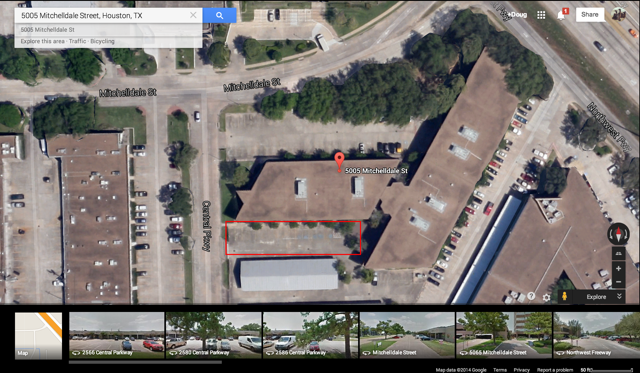 5005 Mitchelldale Street, Houston, TX
+Doug
1
Share
5005 Mitchelldale St
Explore this area · Traffic · Bicycling
Mitchelldale St
Mitchelldale St
5005 Mitchelldale St
Central Pkwy
Explore
Map
2566 Central Parkway
2580 Central Parkway
2586 Central Parkway
Mitchelldale Street
5066 Mitchelldale Street
Northwest Freeway
Map data ©2014 Google
Terms
Privacy
Report a problem
50 ft